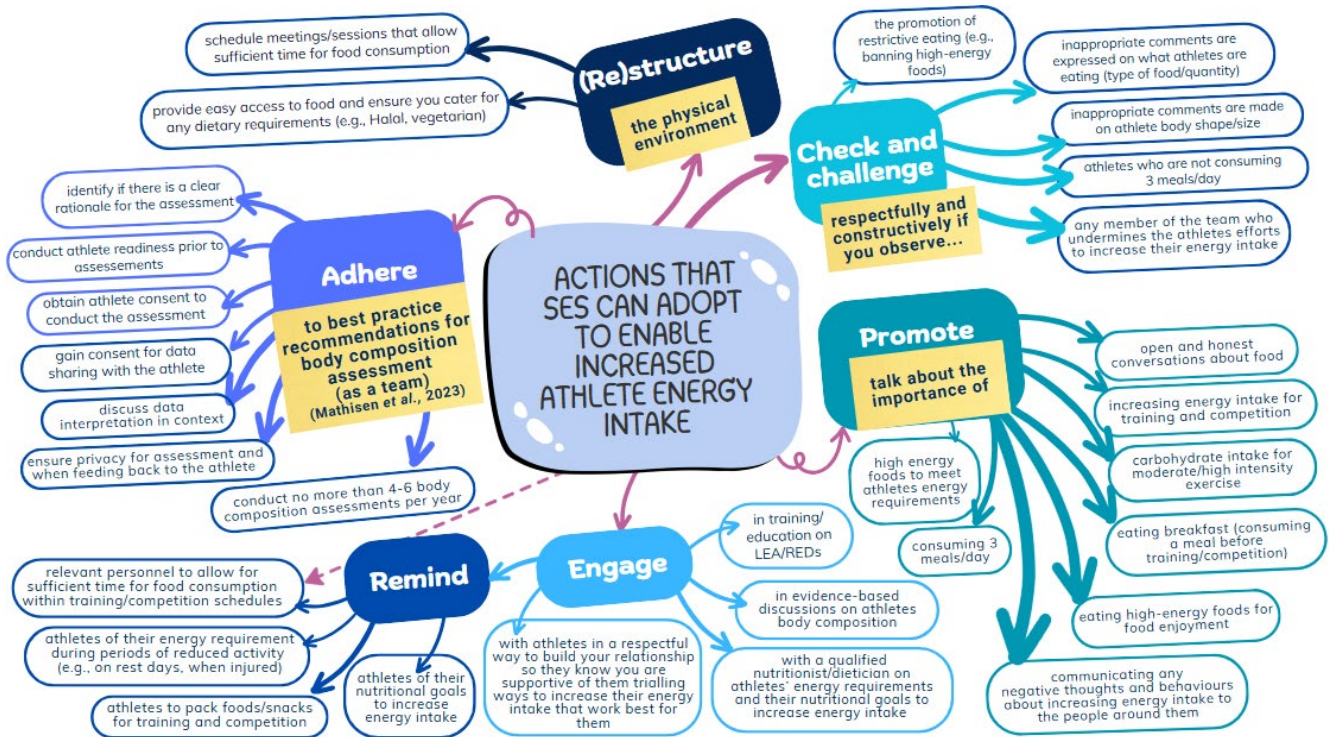 ACTIONS THAT
SES CAN ADOPT
TO ENABLE
INCREASED
ATHLETE ENERGY
INTAKE
(Re)structure
the physical
environment
schedule meetings/sessions that allow
sufficient time for food consumption
provide easy access to food and ensure you cater for
any dietary requirements (e.g., Halal, vegetarian)
Check and
challenge
respectfully and
constructively if
you observe...
the promotion of
restrictive eating (e.g.,
banning high-energy
foods)
inappropriate comments are
expressed on what athletes are
eating (type of food/quantity)
inappropriate comments are made
on athlete body shape/size
athletes who are not consuming
3 meals/day
any member of the team who
undermines the athletes efforts
to increase their energy intake
Adhere
to best practice
recommendations for
body composition
assessment
(as a team)
(Mathisen et al., 2023)
identify if there is a clear
rationale for the assessment
conduct athlete readiness prior to
assessements
obtain athlete consent to
conduct the assessment
gain consent for data
sharing with the athlete
discuss data
interpretation in context
ensure privacy for assessment and
when feeding back to the athlete
conduct no more than 4-6 body
composition assessments per year
Promote
talk about the
importance of
open and honest
conversations about food
increasing energy intake for
training and competition
carbohydrate intake for
moderate/high intensity
exercise
eating breakfast (consuming
a meal before
training/competition)
eating high-energy foods for
food enjoyment
communicating any
negative thoughts and behaviours
about increasing energy intake to
the people around them
high energy
foods to meet
athletes energy
requirements
consuming 3
meals/day
Engage
in training/
education on
LEA/REDs
in evidence-based
discussions on athletes
body composition
with a qualified
nutritionist/dietician on
athletes' energy requirements
and their nutritional goals to
increase energy intake
with athletes in a respectful
way to build your relationship
so they know you are
supportive of them trialling
ways to increase their energy
intake that work best for
them
Remind
relevant personnel to allow for
sufficient time for food consumption
within training/competition schedules
athletes of their energy requirement
during periods of reduced activity
(e.g., on rest days, when injured)
athletes to pack foods/snacks
for training and competition
athletes of their
nutritional goals
to increase
energy intake